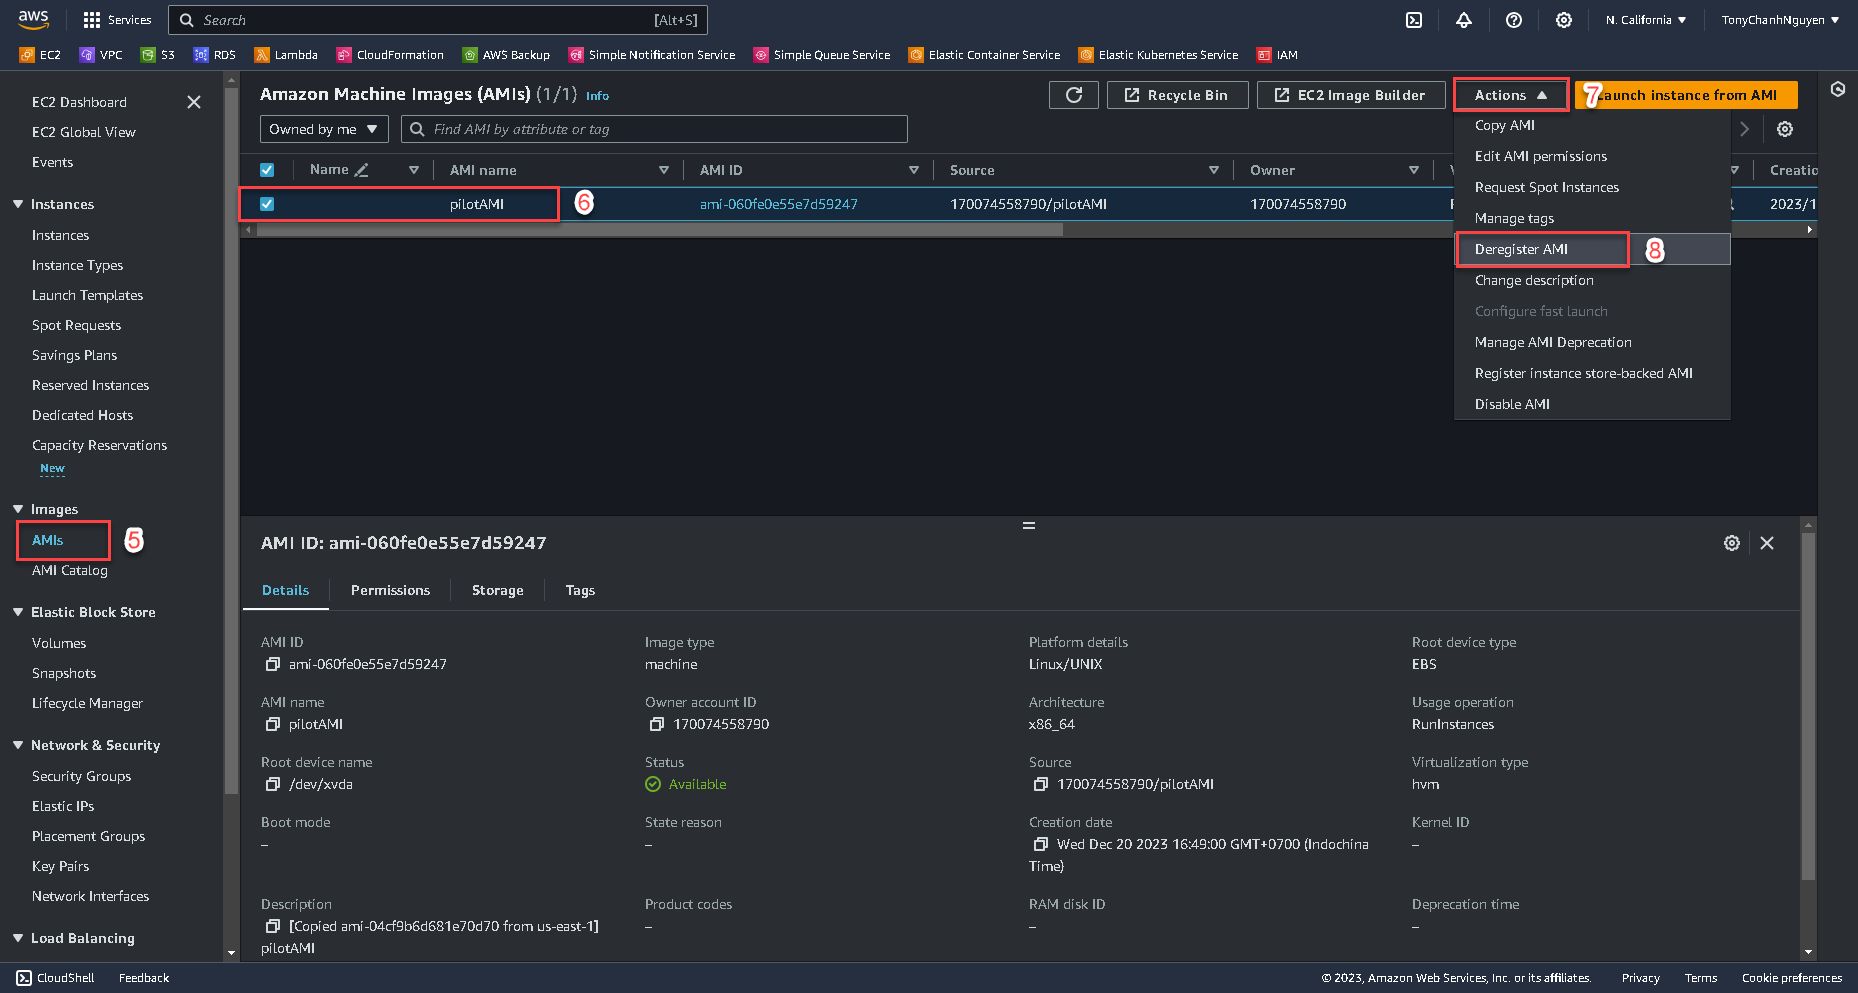 aws
Services
Search
[Alt+S]
N. California
TonyChanhNguyen
EC2
VPC
S3
RDS
Lambda
CloudFormation
AWS Backup
Simple Notification Service
Simple Queue Service
Elastic Container Service
Elastic Kubernetes Service
IAM
EC2 Dashboard
EC2 Global View
Events
Instances
Instances
Instance Types
Launch Templates
Spot Requests
Savings Plans
Reserved Instances
Dedicated Hosts
Capacity Reservations
New
Images
AMIs
5
AMI Catalog
Elastic Block Store
Volumes
Snapshots
Lifecycle Manager
Network & Security
Security Groups
Elastic IPs
Placement Groups
Key Pairs
Network Interfaces
Load Balancing
Amazon Machine Images (AMIs) (1/1) Info
Recycle Bin
EC2 Image Builder
Actions
7
Launch instance from AMI
Owned by me
Find AMI by attribute or tag
Name
AMI name
AMI ID
Source
Owner
Creatio
pilotAMI
6
ami-060fe0e55e7d59247
170074558790/pilotAMI
170074558790
2023/1
Copy AMI
Edit AMI permissions
Request Spot Instances
Manage tags
Deregister AMI
8
Change description
Configure fast launch
Manage AMI Deprecation
Register instance store-backed AMI
Disable AMI
AMI ID: ami-060fe0e55e7d59247
Details
Permissions
Storage
Tags
AMI ID
ami-060fe0e55e7d59247
Image type
machine
Platform details
Linux/UNIX
Root device type
EBS
AMI name
pilotAMI
Owner account ID
170074558790
Architecture
x86_64
Usage operation
RunInstances
Root device name
/dev/xvda
Status
Available
Source
170074558790/pilotAMI
Virtualization type
hvm
Boot mode
–
State reason
–
Creation date
Wed Dec 20 2023 16:49:00 GMT+0700 (Indochina
Time)
Kernel ID
–
Description
[Copied ami-04cf9b6d681e70d70 from us-east-1]
pilotAMI
Product codes
–
RAM disk ID
–
Deprecation time
–
CloudShell
Feedback
© 2023, Amazon Web Services, Inc. or its affiliates.
Privacy
Terms
Cookie preferences